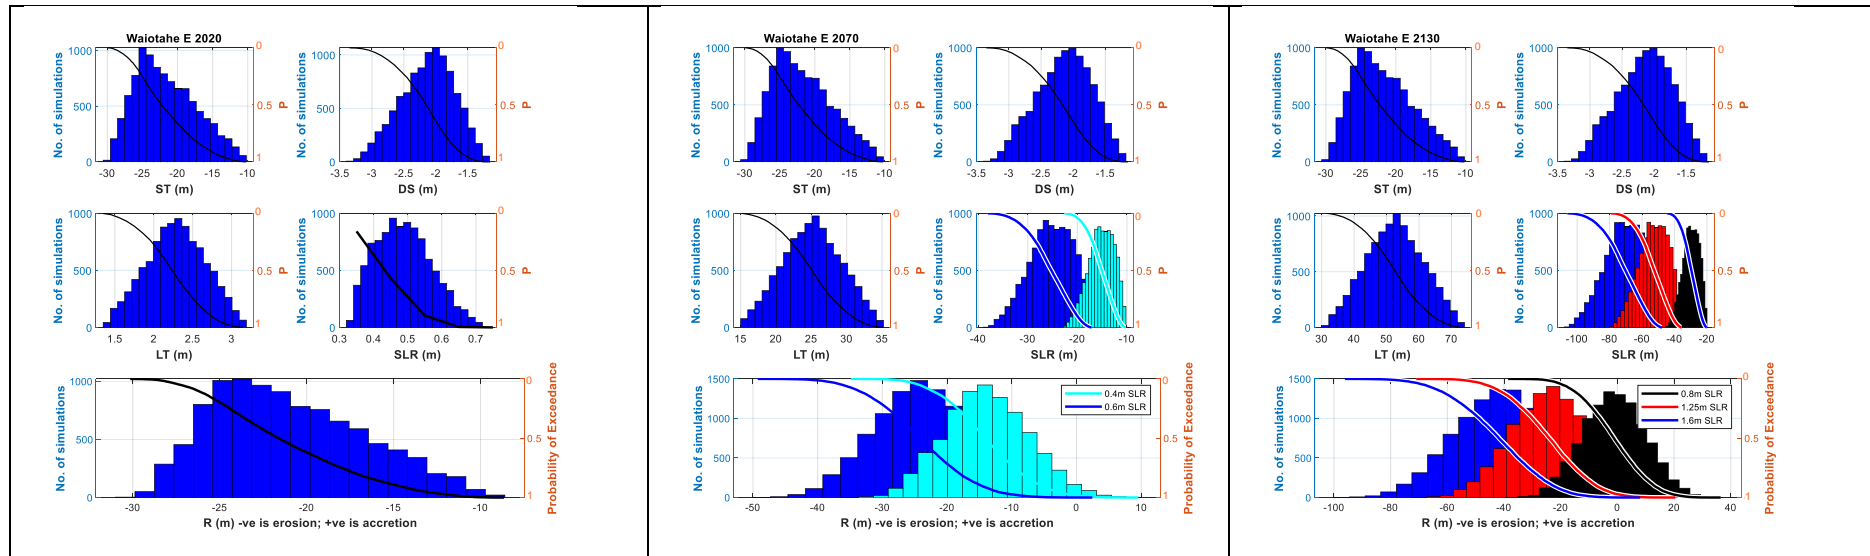 Waiotahe E 2020
No. of simulations
1000
500
0
0
0.5
1
P
-30 -25 -20 -15 -10
ST (m)
No. of simulations
1000
500
0
0
0.5
1
P
-3.5 -3 -2.5 -2 -1.5
DS (m)
No. of simulations
1000
500
0
0
0.5
1
P
1.5 2 2.5 3
LT (m)
No. of simulations
1000
500
0
0
0.5
1
P
0.3 0.4 0.5 0.6 0.7
SLR (m)
No. of simulations
1000
500
0
0
0.5
1
Probability of Exceedance
-30 -25 -20 -15 -10
R (m) -ve is erosion; +ve is accretion
Waiotahe E 2070
No. of simulations
1000
500
0
0
0.5
1
P
-30 -25 -20 -15 -10
ST (m)
No. of simulations
1000
500
0
0
0.5
1
P
-3.5 -3 -2.5 -2 -1.5
DS (m)
No. of simulations
1000
500
0
0
0.5
1
P
15 20 25 30 35
LT (m)
No. of simulations
1000
500
0
0
0.5
1
P
-40 -30 -20 -10
SLR (m)
No. of simulations
1500
1000
500
0
0.4m SLR
0.6m SLR
0
0.5
1
Probability of Exceedance
-50 -40 -30 -20 -10 0 10
R (m) -ve is erosion; +ve is accretion
Waiotahe E 2130
No. of simulations
1000
500
0
0
0.5
1
P
-30 -25 -20 -15 -10
ST (m)
No. of simulations
1000
500
0
0
0.5
1
P
-3.5 -3 -2.5 -2 -1.5
DS (m)
No. of simulations
1000
500
0
0
0.5
1
P
30 40 50 60 70
LT (m)
No. of simulations
1000
500
0
0
0.5
1
P
-100 -80 -60 -40 -20
SLR (m)
No. of simulations
1500
1000
500
0
0.8m SLR
1.25m SLR
1.6m SLR
0
0.5
1
Probability of Exceedance
-100 -80 -60 -40 -20 0 20 40
R (m) -ve is erosion; +ve is accretion